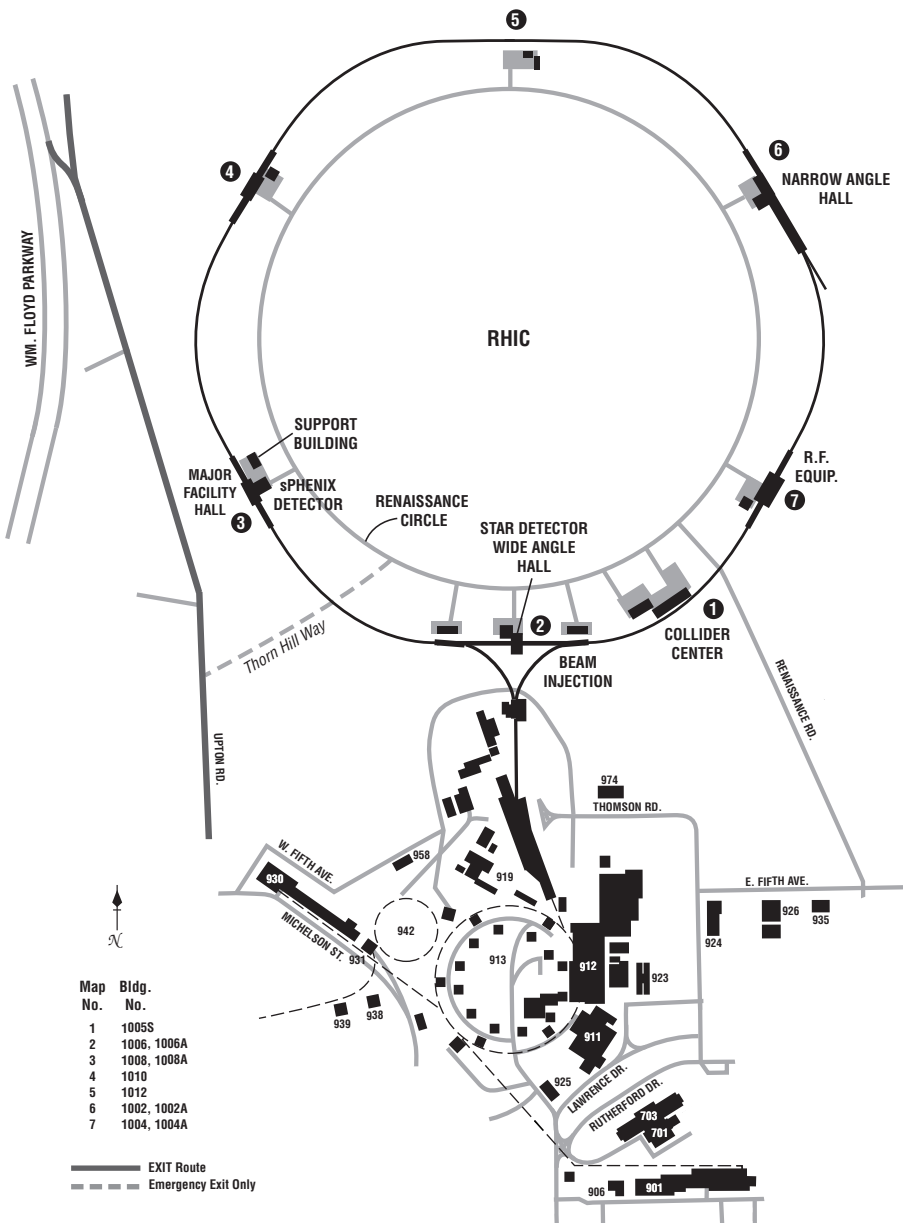 5
6
NARROW ANGLE
HALL
4
WM. FLOYD PARKWAY
RHIC
SUPPORT
BUILDING
R.F.
EQUIP.
MAJOR
FACILITY
HALL
sPHENIX
DETECTOR
7
3
RENAISSANCE
CIRCLE
STAR DETECTOR
WIDE ANGLE
HALL
1
COLLIDER
CENTER
2
Thorn Hill Way
BEAM
INJECTION
RENAISSANCE RD.
UPTON RD.
974
THOMSON RD.
W. FIFTH AVE.
958
930
919
E. FIFTH AVE.
926
935
924
N
MICHELSON ST.
942
931
913
912
923
Map Bldg.
No. No.
1 1005S
2 1006, 1006A
3 1008, 1008A
4 1010
5 1012
6 1002, 1002A
7 1004, 1004A
939
938
911
925
LAWRENCE DR.
RUTHERFORD DR.
703
701
EXIT Route
Emergency Exit Only
906
901